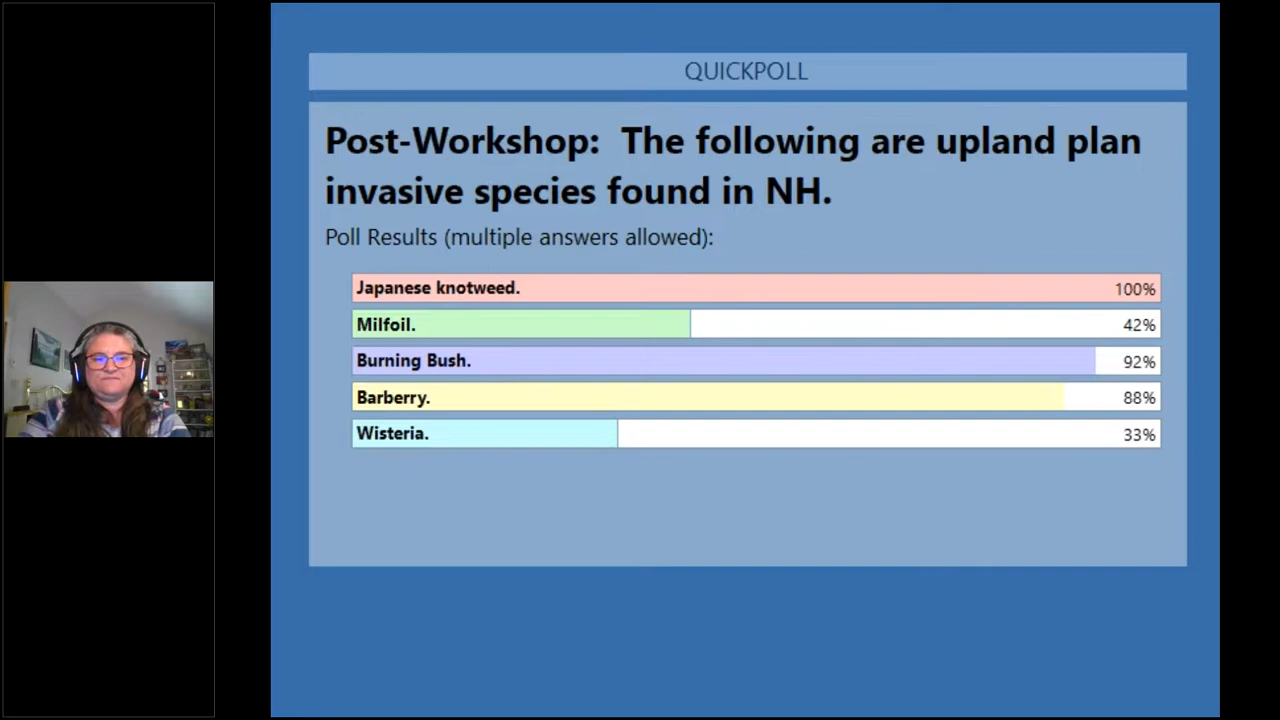 QUICKPOLL
Post-Workshop: The following are upland plan
invasive species found in NH.
Poll Results (multiple answers allowed):
Japanese knotweed. 100%
Milfoil. 42%
Burning Bush. 92%
Barberry. 88%
Wisteria. 33%